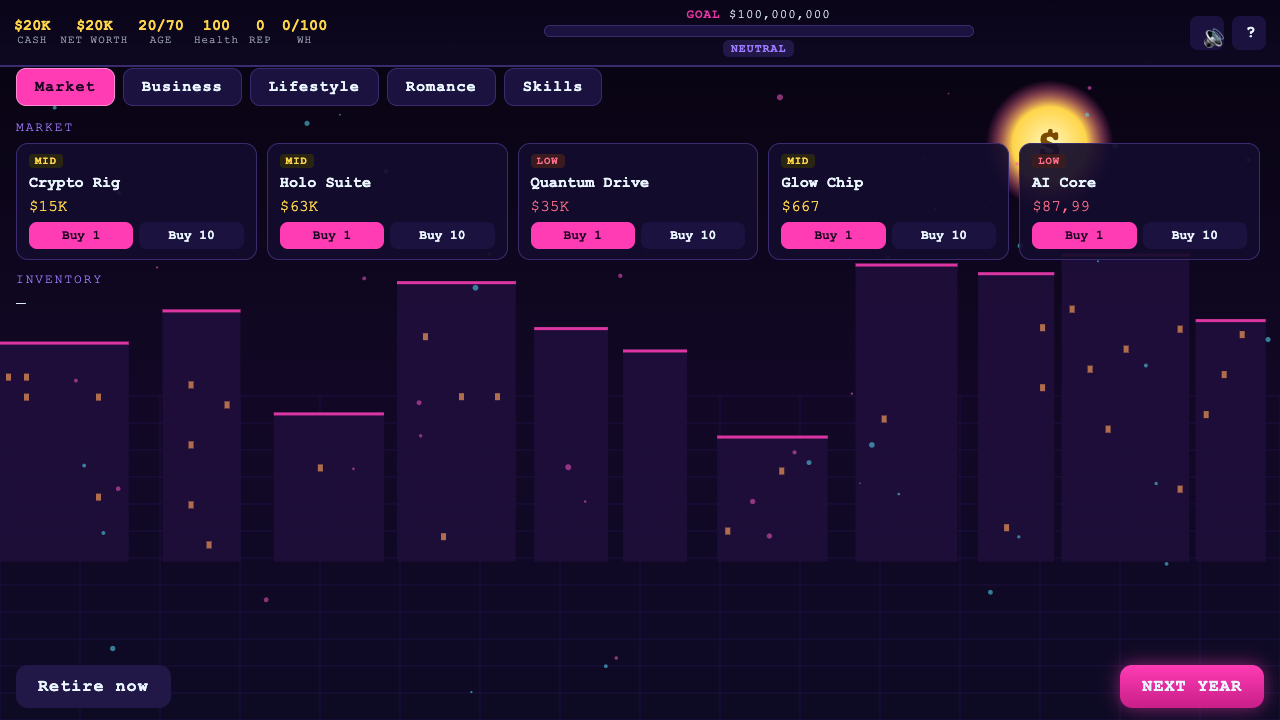 $20K $20K 20/70 100 0 0/100
CASH NET WORTH AGE Health REP WH
GOAL $100,000,000
NEUTRAL
?
Market Business Lifestyle Romance Skills
MARKET
MID MID LOW MID LOW
Crypto Rig Holo Suite Quantum Drive Glow Chip AI Core
$15K $63K $35K $667 $87,99
Buy 1 Buy 10 Buy 1 Buy 10 Buy 1 Buy 10 Buy 1 Buy 10 Buy 1 Buy 10
$
INVENTORY
—
Retire now NEXT YEAR